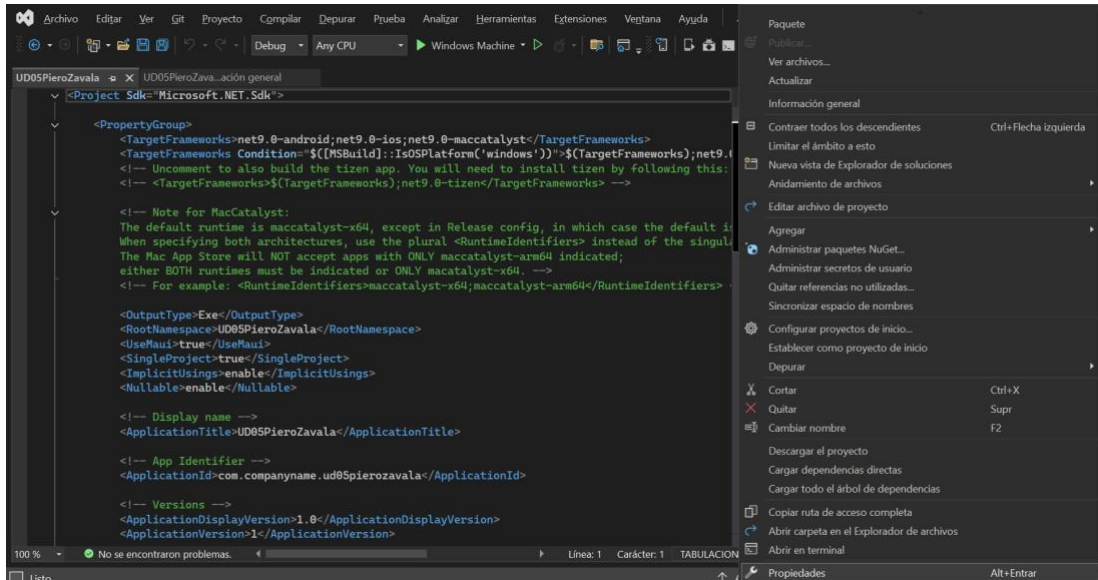 Archivo Editar Ver Git Proyecto Compilar Depurar Prueba Analizar Herramientas Extensiones Ventana Ayuda
Debug Any CPU Windows Machine
UD05PieroZavala UD05PieroZava...ación general
<Project Sdk="Microsoft.NET.Sdk">
<PropertyGroup>
<TargetFrameworks>net9.0-android;net9.0-ios;net9.0-maccatalyst</TargetFrameworks>
<TargetFrameworks Condition="$([MSBuild]::IsOSPlatform('windows'))">$(TargetFrameworks);net9.
<!-- Uncomment to also build the tizen app. You will need to install tizen by following this:
<!-- <TargetFrameworks>$(TargetFrameworks);net9.0-tizen</TargetFrameworks> -->
<!-- Note for MacCatalyst:
The default runtime is maccatalyst-x64, except in Release config, in which case the default
When specifying both architectures, use the plural <RuntimeIdentifiers> instead of the
The Mac App Store will NOT accept apps with ONLY maccatalyst-arm64 indicated;
either BOTH runtimes must be indicated or ONLY macatalyst-x64. -->
<!-- For example: <RuntimeIdentifiers>maccatalyst-x64;maccatalyst-arm64</RuntimeIdentifiers>
<OutputType>Exe</OutputType>
<RootNamespace>UD05PieroZavala</RootNamespace>
<UseMaui>true</UseMaui>
<SingleProject>true</SingleProject>
<ImplicitUsings>enable</ImplicitUsings>
<Nullable>enable</Nullable>
<!-- Display name -->
<ApplicationTitle>UD05PieroZavala</ApplicationTitle>
<!-- App Identifier -->
<ApplicationId>com.companyname.ud05pierozavala</ApplicationId>
<!-- Versions -->
<ApplicationDisplayVersion>1.0</ApplicationDisplayVersion>
<ApplicationVersion>1</ApplicationVersion>
100 % No se encontraron problemas. Línea: 1 Carácter: 1 TABULACION
Listo
Paquete
Publicar...
Ver archivos...
Actualizar
Información general
Contraer todos los descendientes Ctrl+Flecha izquierda
Limitar el ámbito a esto
Nueva vista de Explorador de soluciones
Anidamiento de archivos
Editar archivo de proyecto
Agregar
Administrar paquetes NuGet...
Administrar secretos de usuario
Quitar referencias no utilizadas...
Sincronizar espacio de nombres
Configurar proyectos de inicio...
Establecer como proyecto de inicio
Depurar
Cortar Ctrl+X
Quitar Supr
Cambiar nombre F2
Descargar el proyecto
Cargar dependencias directas
Cargar todo el árbol de dependencias
Copiar ruta de acceso completa
Abrir carpeta en el Explorador de archivos
Abrir en terminal
Propiedades Alt+Entrar